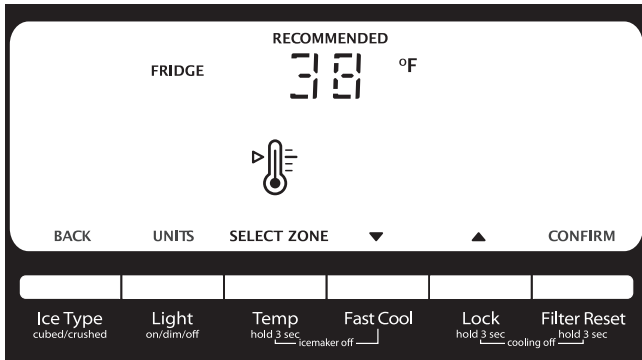 RECOMMENDED
FRIDGE 38 °F
BACK UNITS SELECT ZONE ▼ ▲ CONFIRM
Ice Type Light Temp Fast Cool Lock Filter Reset
cubed/crushed on/dim/off hold 3 sec hold 3 sec hold 3 sec
icemaker off cooling off